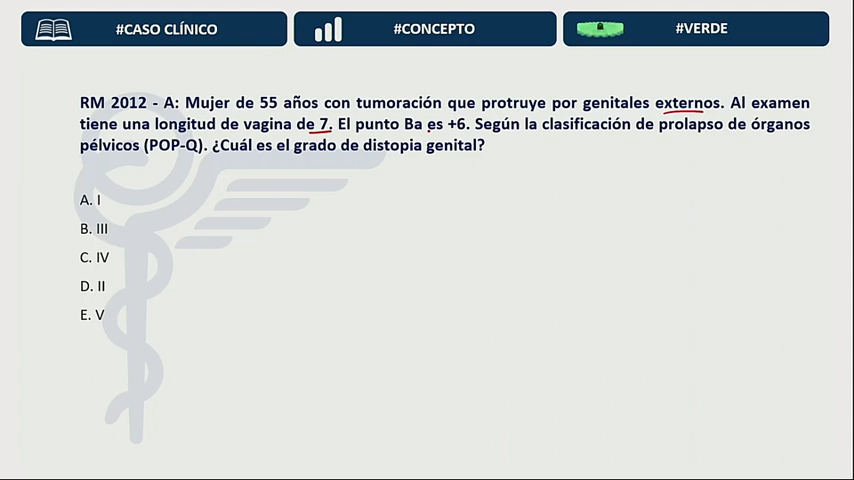 #CASO CLÍNICO
#CONCEPTO
#VERDE
RM 2012 - A: Mujer de 55 años con tumoración que protruye por genitales externos. Al examen
tiene una longitud de vagina de 7. El punto Ba es +6. Según la clasificación de prolapso de órganos
pélvicos (POP-Q). ¿Cuál es el grado de distopia genital?
A. I
B. III
C. IV
D. II
E. V